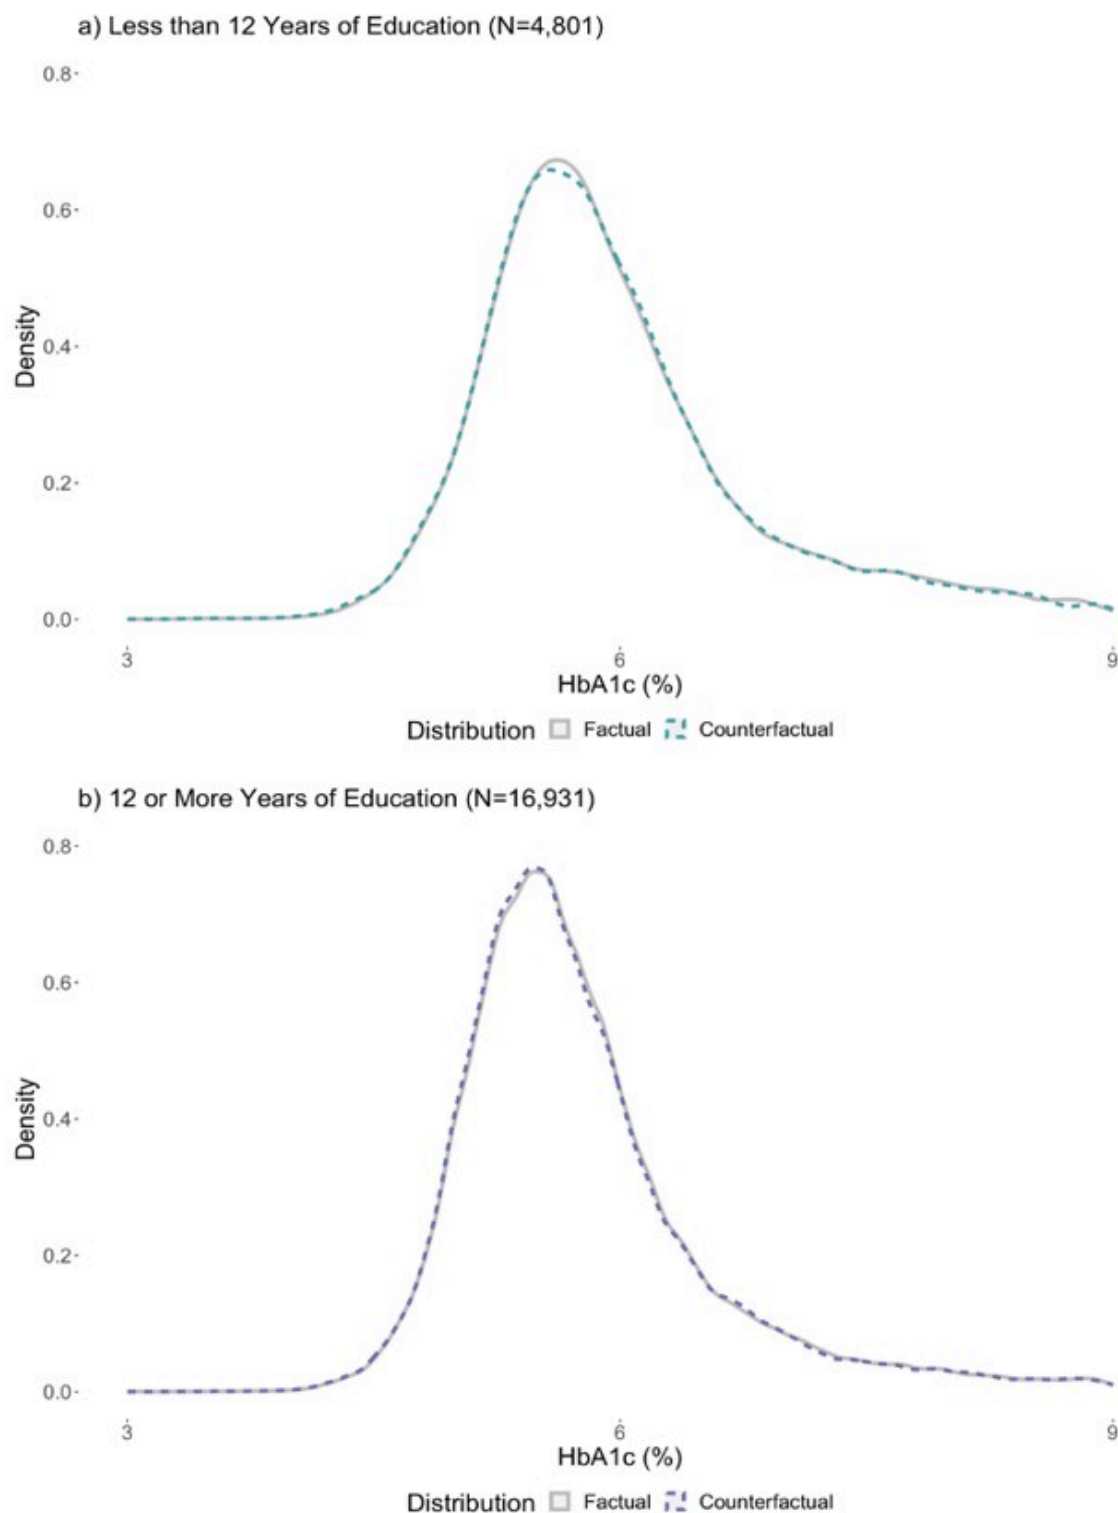 a) Less than 12 Years of Education (N=4,801)
0.8
0.6
0.4
0.2
0.0
Density
3 6 9
HbA1c (%)
Distribution Factual Counterfactual
b) 12 or More Years of Education (N=16,931)
0.8
0.6
0.4
0.2
0.0
Density
3 6 9
HbA1c (%)
Distribution Factual Counterfactual